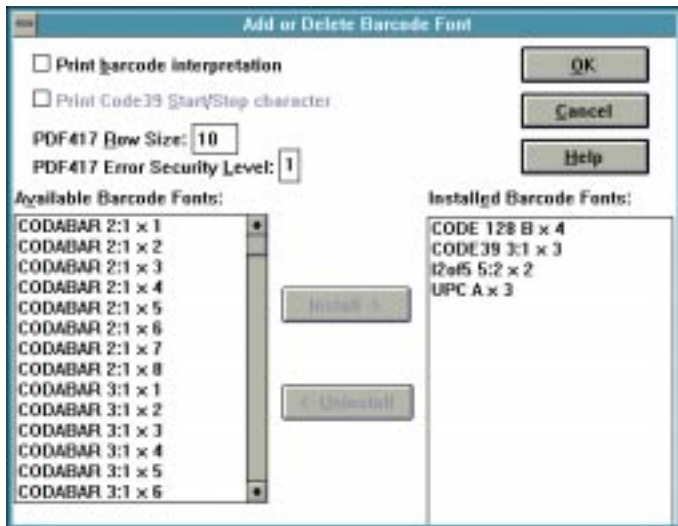 Add or Delete Barcode Font
Print barcode interpretation
Print Code39 Start/Stop character
PDF417 Row Size: 10
PDF417 Error Security Level: 1
OK
Cancel
Help
Available Barcode Fonts:
CODABAR 2:1 x 1
CODABAR 2:1 x 2
CODABAR 2:1 x 3
CODABAR 2:1 x 4
CODABAR 2:1 x 5
CODABAR 2:1 x 6
CODABAR 2:1 x 7
CODABAR 2:1 x 8
CODABAR 3:1 x 1
CODABAR 3:1 x 2
CODABAR 3:1 x 3
CODABAR 3:1 x 4
CODABAR 3:1 x 5
CODABAR 3:1 x 6
Install ->
<- Uninstall
Installed Barcode Fonts:
CODE 128 B x 4
CODE39 3:1 x 3
I2of5 5:2 x 2
UPC A x 3